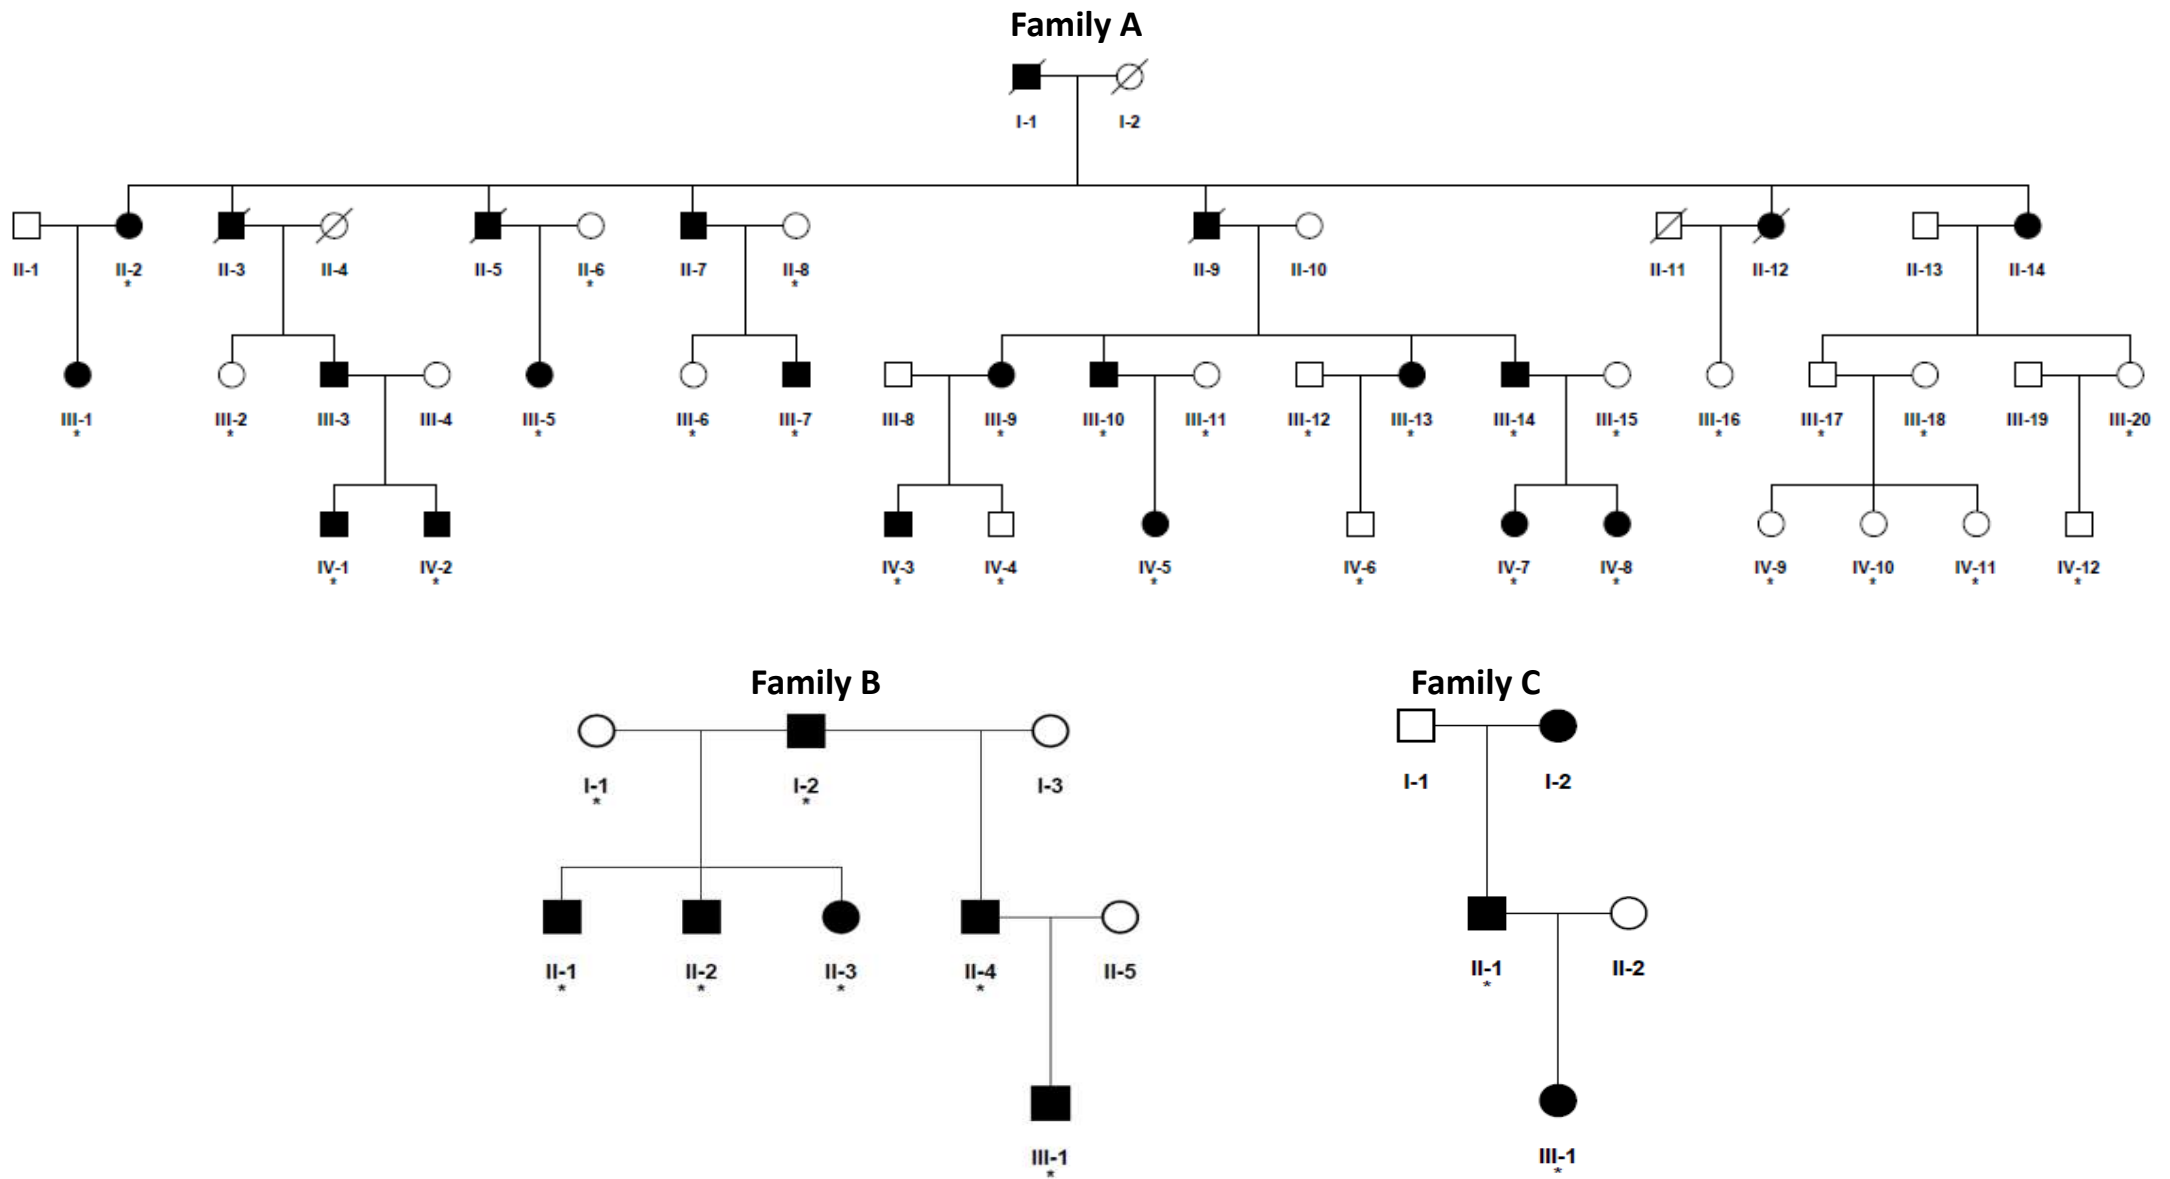 Family A
I-1 I-2
II-1 II-2 II-3 II-4 II-5 II-6 II-7 II-8 II-9 II-10 II-11 II-12 II-13 II-14
* * * 
III-1 III-2 III-3 III-4 III-5 III-6 III-7 III-8 III-9 III-10 III-11 III-12 III-13 III-14 III-15 III-16 III-17 III-18 III-19 III-20
* * * * * * * * * * * * * * * *
IV-1 IV-2 IV-3 IV-4 IV-5 IV-6 IV-7 IV-8 IV-9 IV-10 IV-11 IV-12
* * * * * * * * * * * *
Family B Family C
I-1 I-2 I-3 I-1 I-2
* *
II-1 II-2 II-3 II-4 II-5 II-1 II-2
* * * * *
III-1 III-1
* *